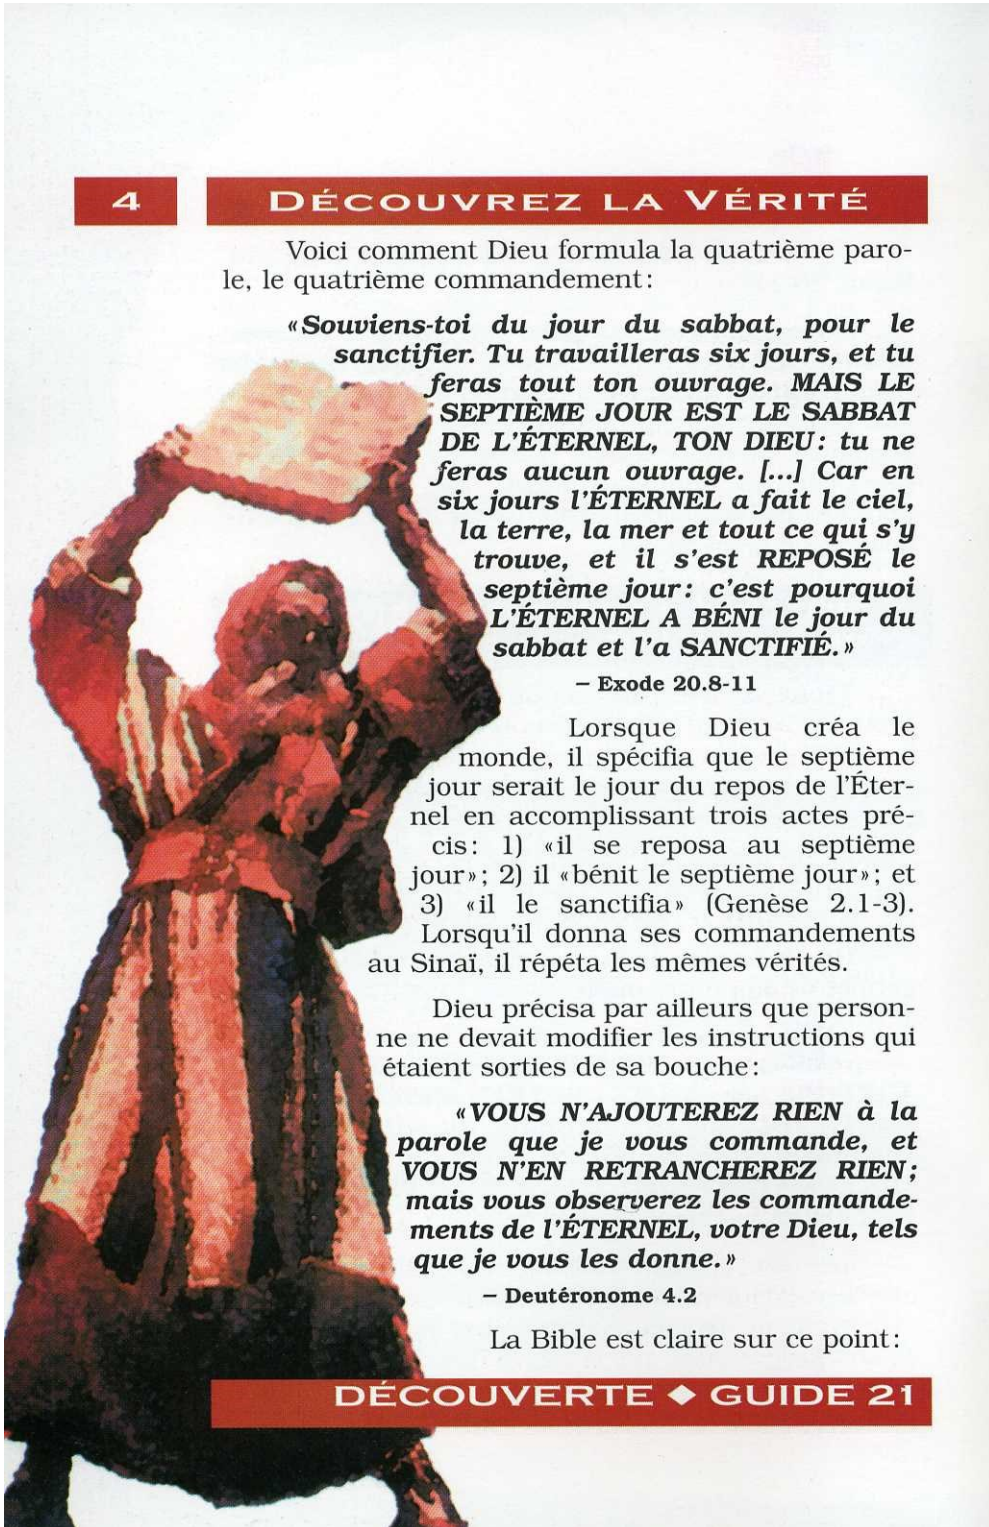 4
DÉCOUVREZ LA VÉRITÉ
Voici comment Dieu formula la quatrième paro-
le, le quatrième commandement:
«Souviens-toi du jour du sabbat, pour le
sanctifier. Tu travailleras six jours, et tu
feras tout ton ouvrage. MAIS LE
SEPTIÈME JOUR EST LE SABBAT
DE L'ÉTERNEL, TON DIEU: tu ne
feras aucun ouvrage. [...] Car en
six jours l'ÉTERNEL a fait le ciel,
la terre, la mer et tout ce qui s'y
trouve, et il s'est REPOSÉ le
septième jour: c'est pourquoi
L'ÉTERNEL A BÉNI le jour du
sabbat et l'a SANCTIFIÉ.»
– Exode 20.8-11
Lorsque Dieu créa le
monde, il spécifia que le septième
jour serait le jour du repos de l'Éter-
nel en accomplissant trois actes pré-
cis: 1) «il se reposa au septième
jour»; 2) il «bénit le septième jour»; et
3) «il le sanctifia» (Genèse 2.1-3).
Lorsqu'il donna ses commandements
au Sinaï, il répéta les mêmes vérités.
Dieu précisa par ailleurs que person-
ne ne devait modifier les instructions qui
étaient sorties de sa bouche:
«VOUS N'AJOUTEREZ RIEN à la
parole que je vous commande, et
VOUS N'EN RETRANCHEREZ RIEN;
mais vous observerez les commande-
ments de l'ÉTERNEL, votre Dieu, tels
que je vous les donne.»
– Deutéronome 4.2
La Bible est claire sur ce point:
DÉCOUVERTE ◆ GUIDE 21